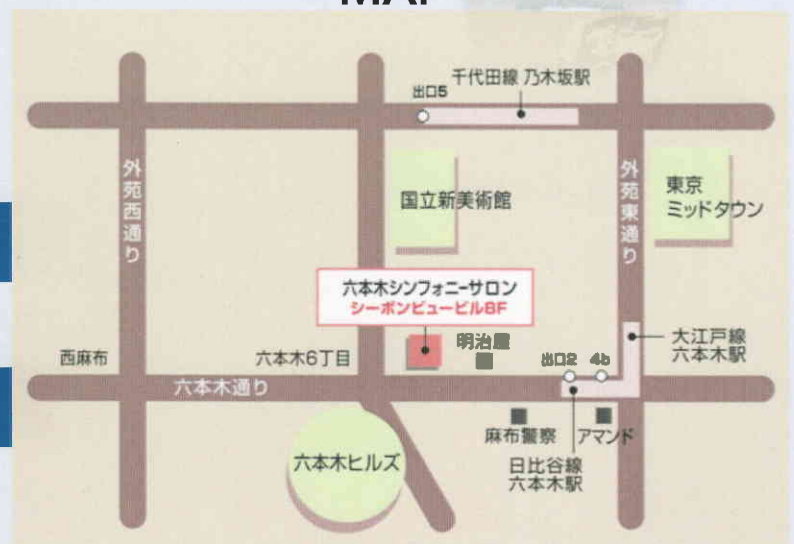 MAP
千代田線 乃木坂駅
出口5
外苑西通り
国立新美術館
外苑東通り
東京
ミッドタウン
六本木シンフォニーサロン
シーボンビュービル8F
明治屋
大江戸線
六本木駅
西麻布
六本木6丁目
出口2
4b
六本木通り
麻布警察
アマンド
六本木ヒルズ
日比谷線
六本木駅